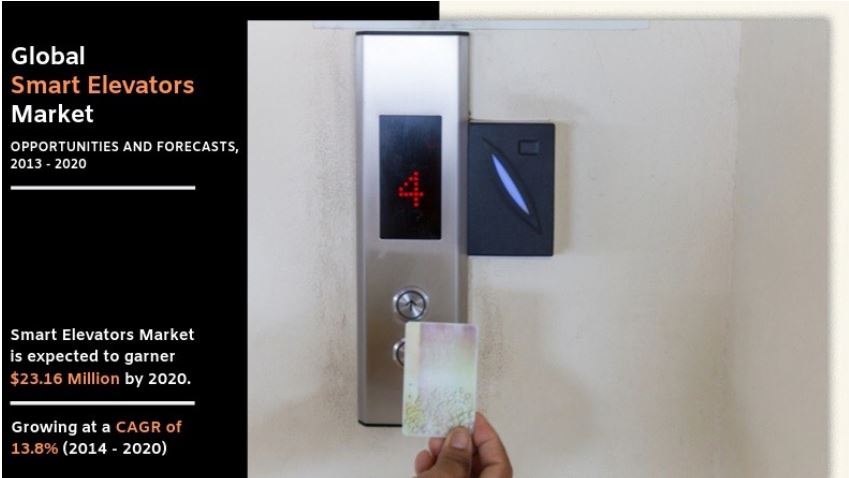 Global
Smart Elevators
Market
OPPORTUNITIES AND FORECASTS,
2013 - 2020
4
Smart Elevators Market
is expected to garner
$23.16 Million by 2020.
Growing at a CAGR of
13.8% (2014 - 2020)